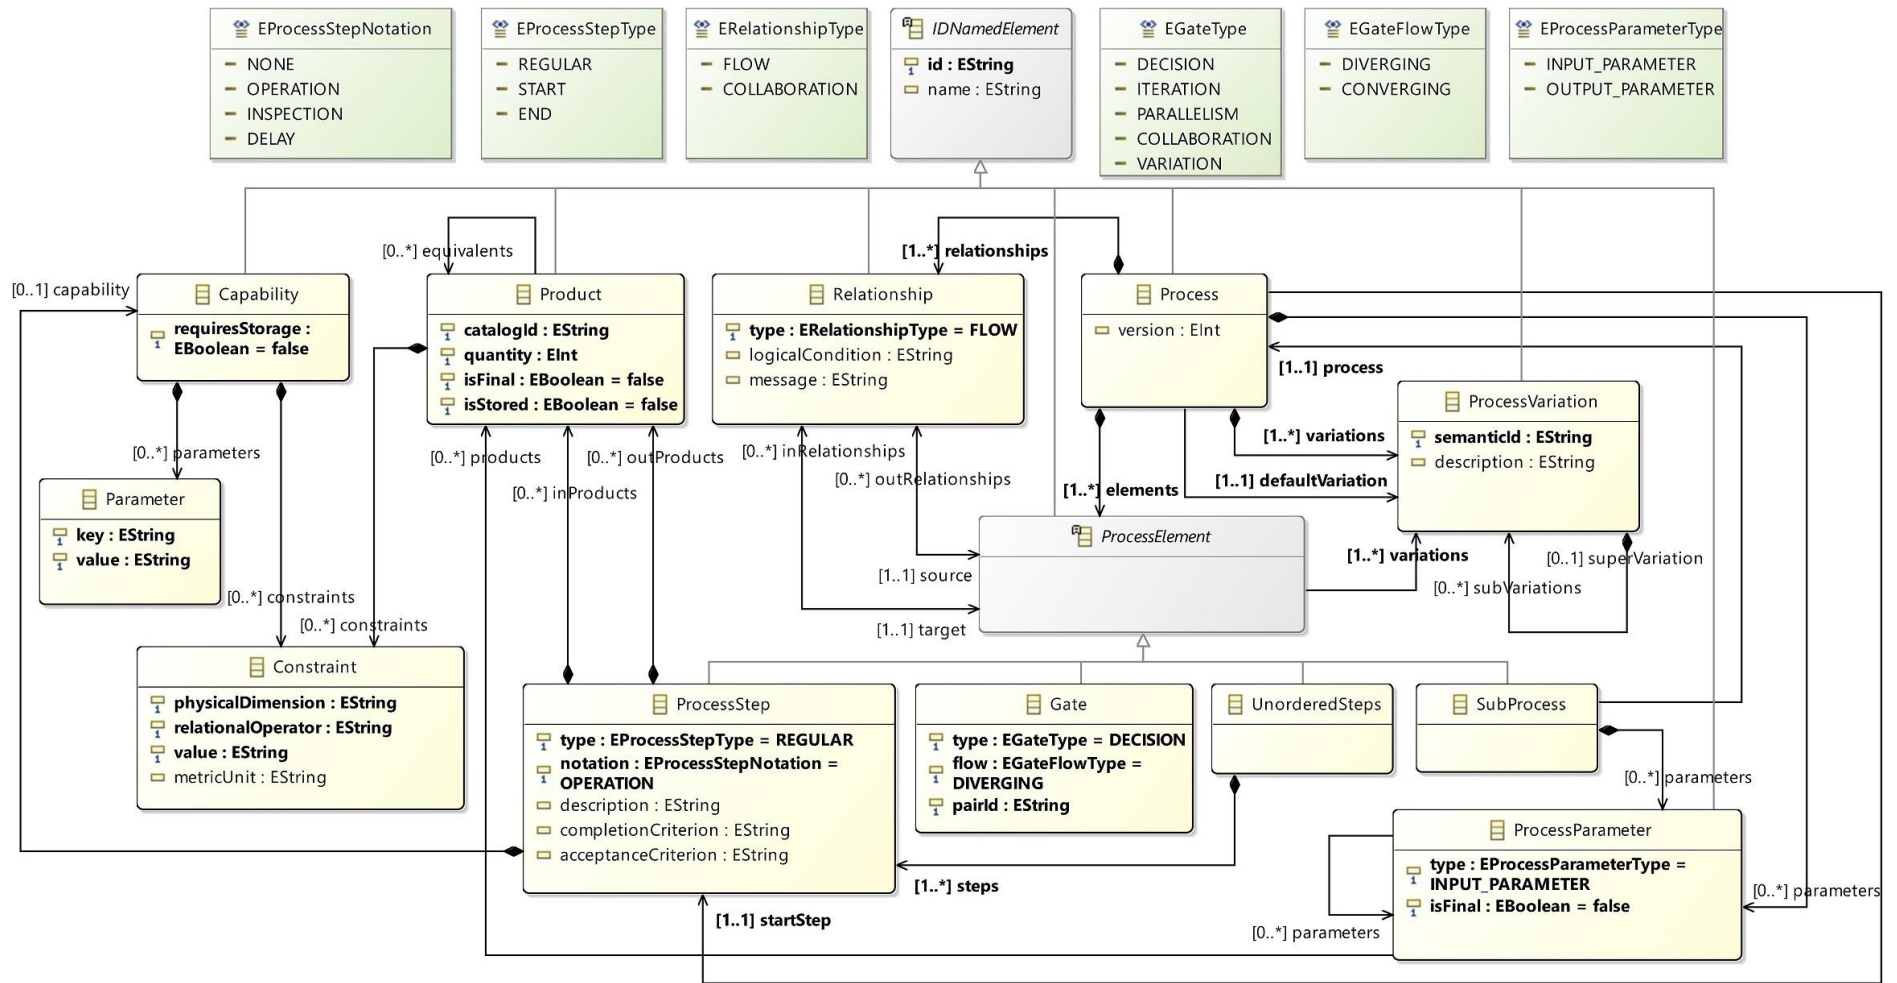 EProcessStepNotation
NONE
OPERATION
INSPECTION
DELAY
EProcessStepType
REGULAR
START
END
ERelationshipType
FLOW
COLLABORATION
IDNamedElement
id : EString
name : EString
EGateType
DECISION
ITERATION
PARALLELISM
COLLABORATION
VARIATION
EGateFlowType
DIVERGING
CONVERGING
EProcessParameterType
INPUT_PARAMETER
OUTPUT_PARAMETER
[0..*] equivalents
[1..*] relationships
[0..1] capability
Capability
requiresStorage :
EBoolean = false
Product
catalogId : EString
quantity : EInt
isFinal : EBoolean = false
isStored : EBoolean = false
Relationship
type : ERelationshipType = FLOW
logicalCondition : EString
message : EString
Process
version : EInt
[1..1] process
ProcessVariation
semanticId : EString
description : EString
[1..*] variations
[1..1] defaultVariation
[1..*] elements
[0..*] parameters
[0..*] products
[0..*] outProducts
[0..*] inProducts
[0..*] inRelationships
[0..*] outRelationships
Parameter
key : EString
value : EString
ProcessElement
[1..1] source
[1..1] target
[1..*] variations
[0..1] superVariation
[0..*] subVariations
[0..*] constraints
[0..*] constraints
Constraint
physicalDimension : EString
relationalOperator : EString
value : EString
metricUnit : EString
ProcessStep
type : EProcessStepType = REGULAR
notation : EProcessStepNotation =
OPERATION
description : EString
completionCriterion : EString
acceptanceCriterion : EString
Gate
type : EGateType = DECISION
flow : EGateFlowType =
DIVERGING
pairId : EString
UnorderedSteps
SubProcess
[0..*] parameters
ProcessParameter
type : EProcessParameterType =
INPUT_PARAMETER
isFinal : EBoolean = false
[0..*] parameters
[1..*] steps
[1..1] startStep
[0..*] parameters